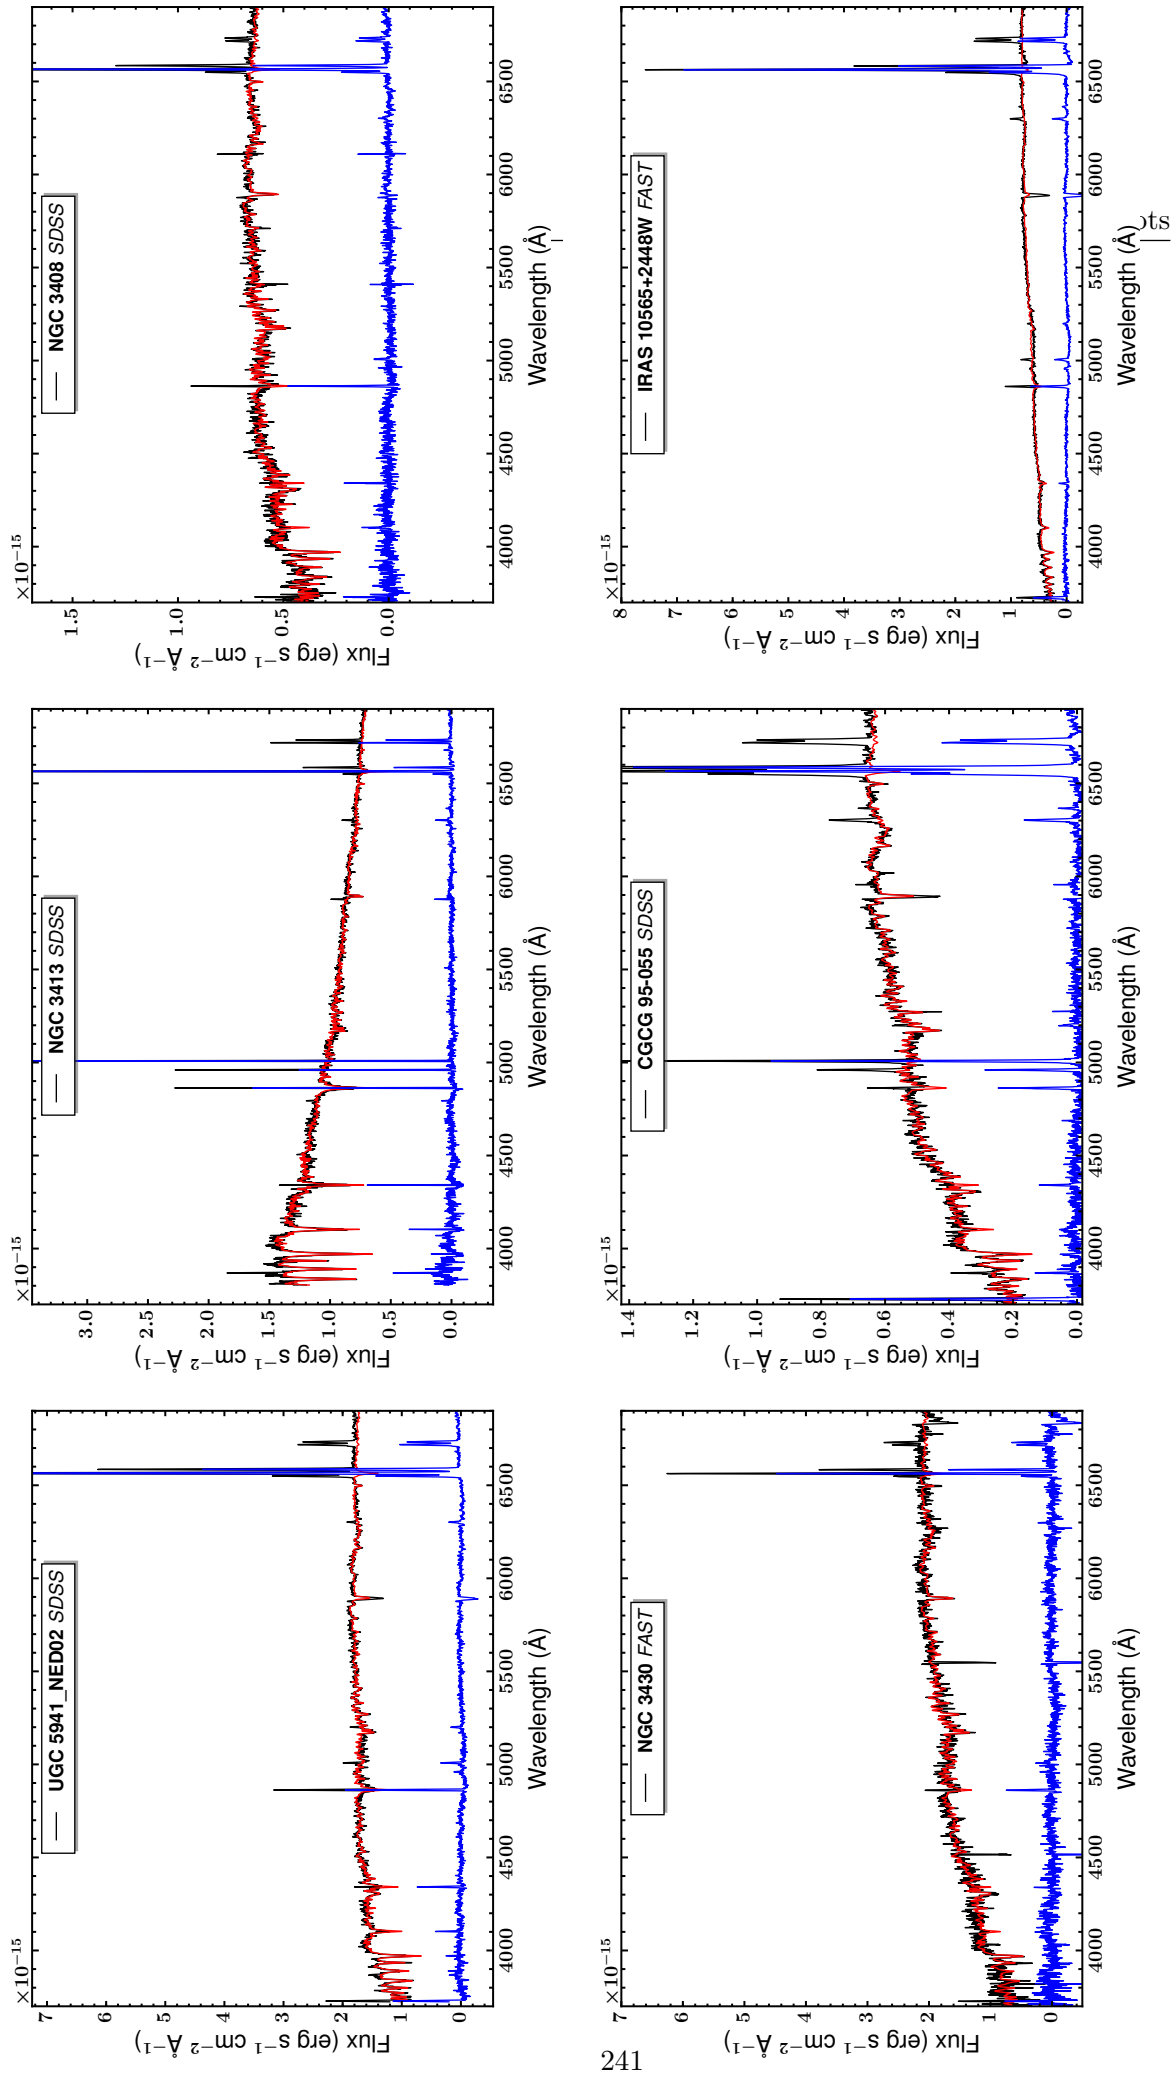 ×10⁻¹⁵
UGC 5941_NED02 SDSS
Flux (erg s⁻¹ cm⁻² Å⁻¹)
7
6
5
4
3
2
1
0
4000 4500 5000 5500 6000 6500
Wavelength (Å)
×10⁻¹⁵
NGC 3413 SDSS
Flux (erg s⁻¹ cm⁻² Å⁻¹)
3.0
2.5
2.0
1.5
1.0
0.5
0.0
4000 4500 5000 5500 6000 6500
Wavelength (Å)
×10⁻¹⁵
NGC 3408 SDSS
Flux (erg s⁻¹ cm⁻² Å⁻¹)
1.5
1.0
0.5
0.0
4000 4500 5000 5500 6000 6500
Wavelength (Å)
×10⁻¹⁵
NGC 3430 FAST
Flux (erg s⁻¹ cm⁻² Å⁻¹)
7
6
5
4
3
2
1
0
4000 4500 5000 5500 6000 6500
Wavelength (Å)
×10⁻¹⁵
CGCG 95-055 SDSS
Flux (erg s⁻¹ cm⁻² Å⁻¹)
1.4
1.2
1.0
0.8
0.6
0.4
0.2
0.0
4000 4500 5000 5500 6000 6500
Wavelength (Å)
×10⁻¹⁵
IRAS 10565+2448W FAST
Flux (erg s⁻¹ cm⁻² Å⁻¹)
8
7
6
5
4
3
2
1
0
4000 4500 5000 5500 6000 6500
Wavelength (Å)
241